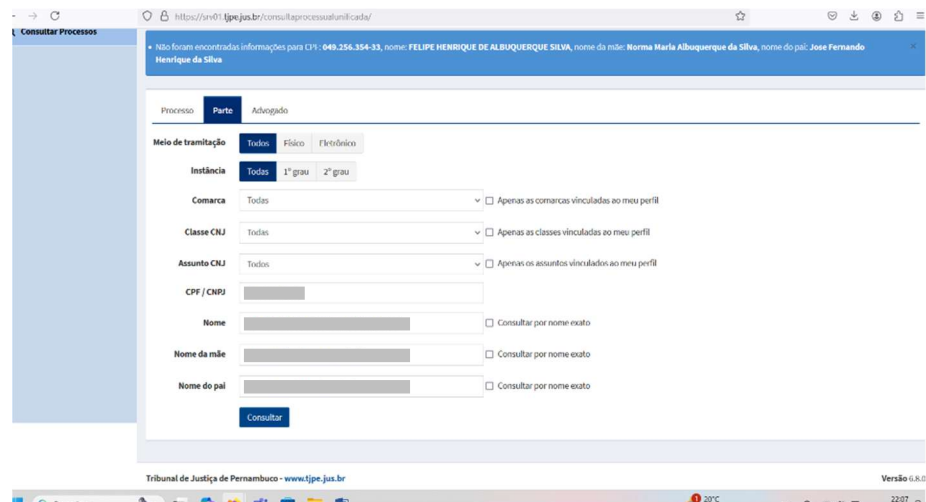 https://srv01.tjpe.jus.br/consultaprocessualunificada/
Consultar Processos
• Não foram encontradas informações para CPF: 049.256.354-33, nome: FELIPE HENRIQUE DE ALBUQUERQUE SILVA, nome da mãe: Norma Maria Albuquerque da Silva, nome do pai: Jose Fernando
Henrique da Silva
Processo Parte Advogado
Meio de tramitação Todos Físico Eletrônico
Instância Todas 1º grau 2º grau
Comarca Todas Apenas as comarcas vinculadas ao meu perfil
Classe CNJ Todas Apenas as classes vinculadas ao meu perfil
Assunto CNJ Todos Apenas os assuntos vinculados ao meu perfil
CPF / CNPJ
Nome Consultar por nome exato
Nome da mãe Consultar por nome exato
Nome do pai Consultar por nome exato
Consultar
Tribunal de Justiça de Pernambuco - www.tjpe.jus.br Versão 6.8.0
1 20°C 22:07